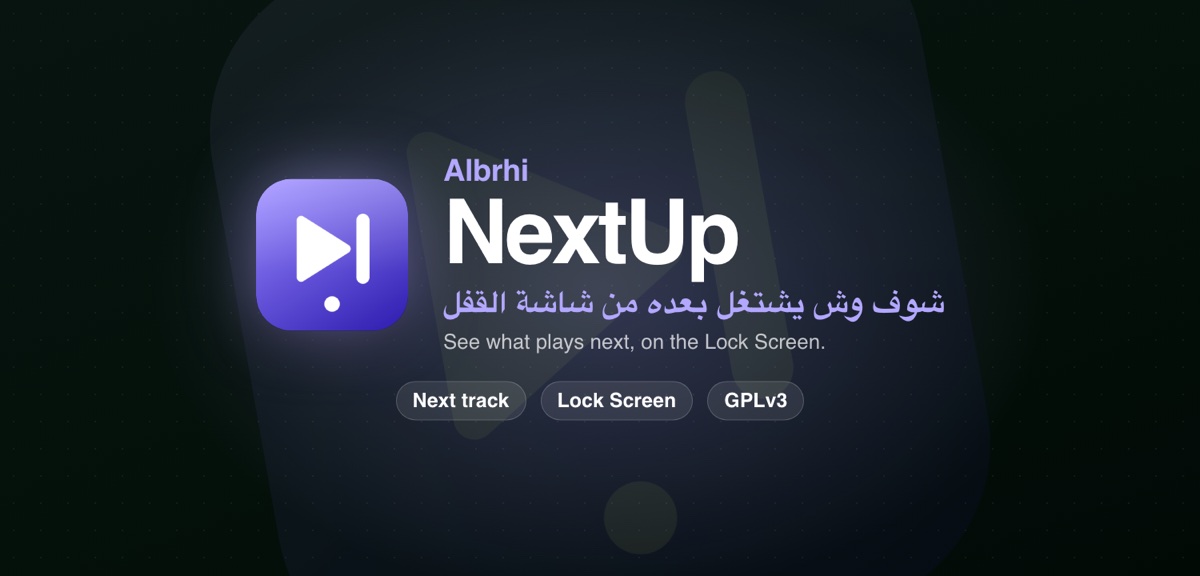 Albrhi
NextUp
شوف وش يشتغل بعده من شاشة القفل
See what plays next, on the Lock Screen.
Next track
Lock Screen
GPLv3